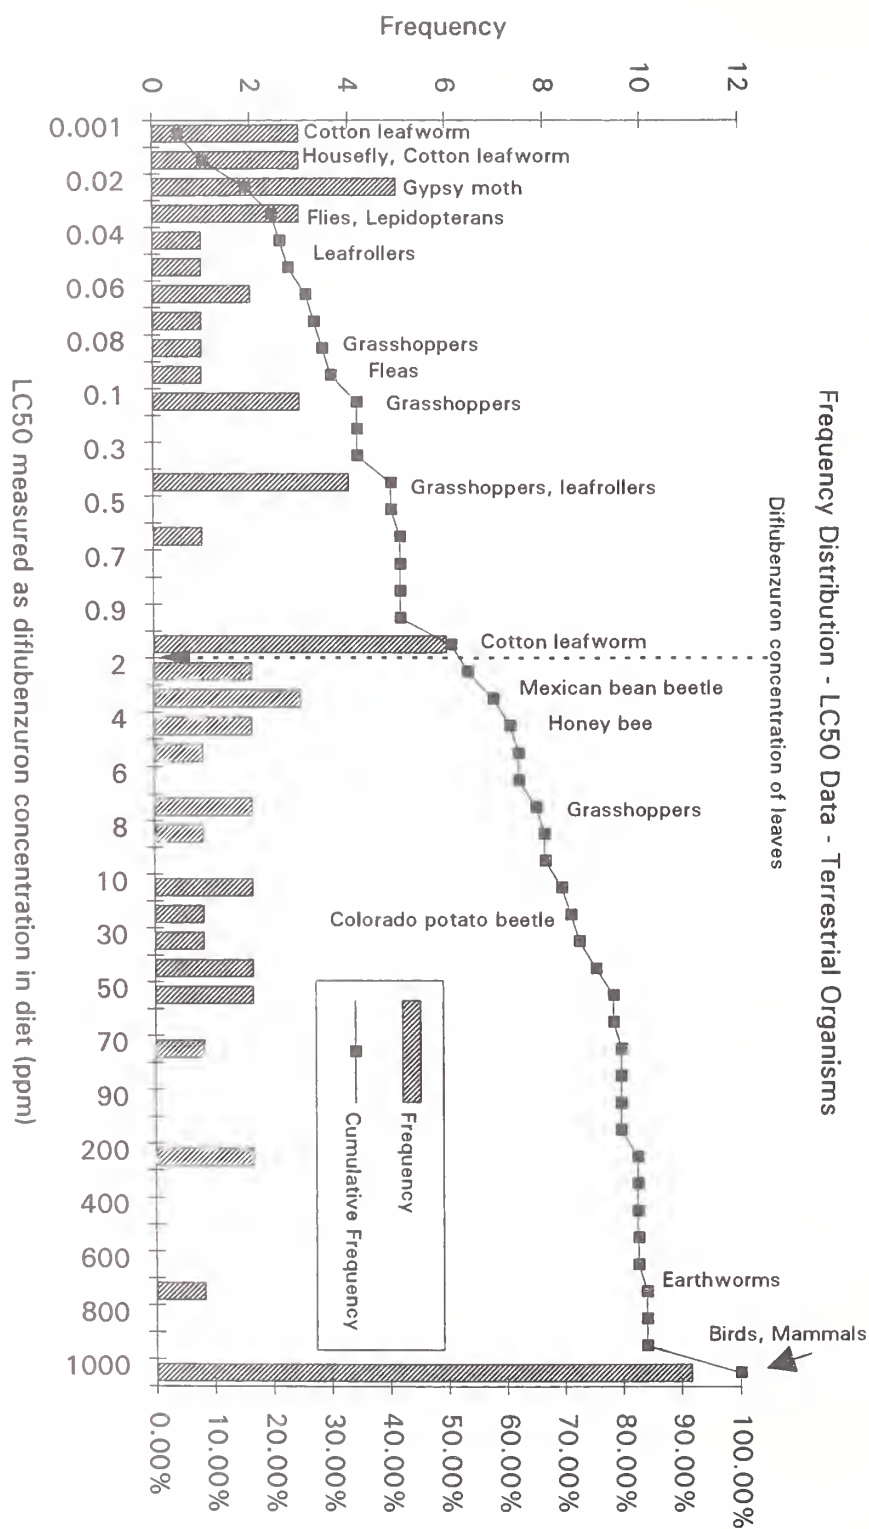 Frequency Distribution - LC50 Data - Terrestrial Organisms
Diflubenzuron concentration of leaves
Frequency
0
2
4
6
8
10
12
0.001
0.02
0.04
0.06
0.08
0.1
0.3
0.5
0.7
0.9
2
4
6
8
10
30
50
70
90
200
400
600
800
1000
LC50 measured as diflubenzuron concentration in diet (ppm)
Cotton leafworm
Housefly, Cotton leafworm
Gypsy moth
Flies, Lepidopterans
Leafrollers
Grasshoppers
Fleas
Grasshoppers
Grasshoppers, leafrollers
Cotton leafworm
Mexican bean beetle
Honey bee
Grasshoppers
Colorado potato beetle
Earthworms
Birds, Mammals
Frequency
Cumulative Frequency
0.00%
10.00%
20.00%
30.00%
40.00%
50.00%
60.00%
70.00%
80.00%
90.00%
100.00%